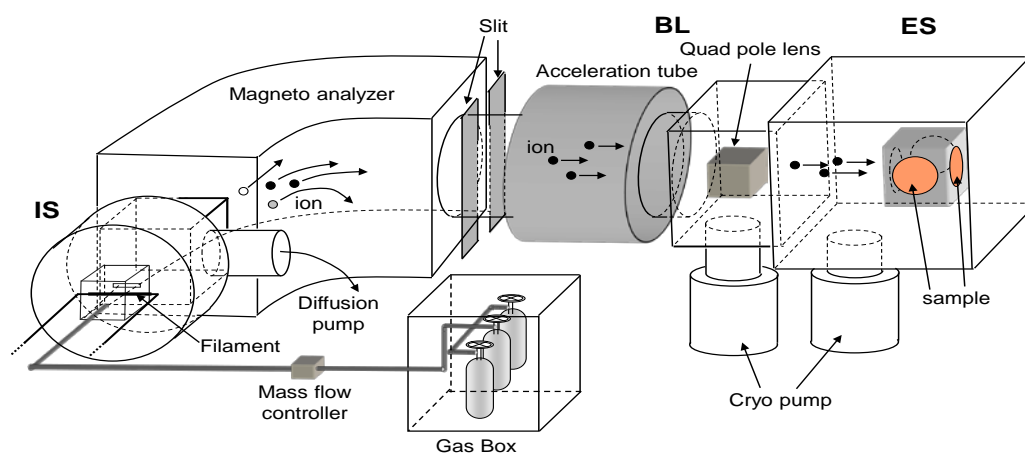 Slit
BL
ES
Quad pole lens
Acceleration tube
Magneto analyzer
ion
IS
ion
Diffusion
pump
sample
Filament
Mass flow
controller
Cryo pump
Gas Box